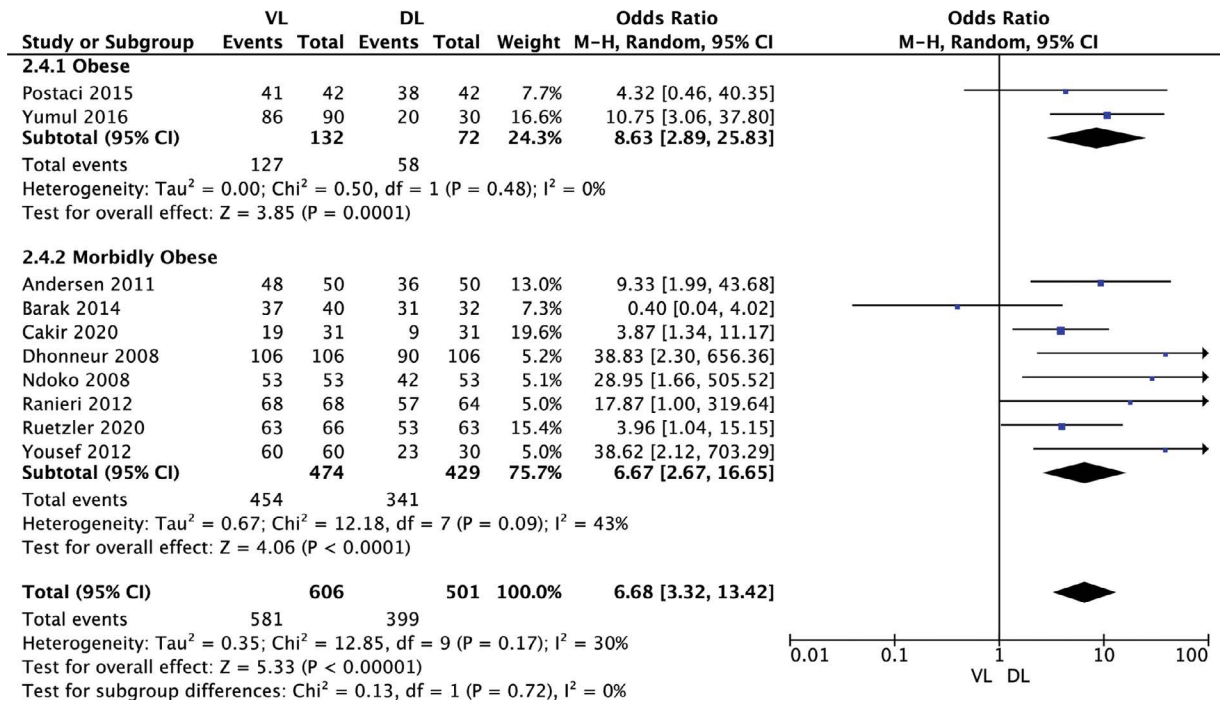 VL DL Odds Ratio Odds Ratio
Study or Subgroup Events Total Events Total Weight M-H, Random, 95% CI M-H, Random, 95% CI
2.4.1 Obese
Postaci 2015 41 42 38 42 7.7% 4.32 [0.46, 40.35]
Yumul 2016 86 90 20 30 16.6% 10.75 [3.06, 37.80]
Subtotal (95% CI) 132 72 24.3% 8.63 [2.89, 25.83]
Total events 127 58
Heterogeneity: Tau² = 0.00; Chi² = 0.50, df = 1 (P = 0.48); I² = 0%
Test for overall effect: Z = 3.85 (P = 0.0001)
2.4.2 Morbidly Obese
Andersen 2011 48 50 36 50 13.0% 9.33 [1.99, 43.68]
Barak 2014 37 40 31 32 7.3% 0.40 [0.04, 4.02]
Cakir 2020 19 31 9 31 19.6% 3.87 [1.34, 11.17]
Dhonneur 2008 106 106 90 106 5.2% 38.83 [2.30, 656.36]
Ndoko 2008 53 53 42 53 5.1% 28.95 [1.66, 505.52]
Ranieri 2012 68 68 57 64 5.0% 17.87 [1.00, 319.64]
Ruetzler 2020 63 66 53 63 15.4% 3.96 [1.04, 15.15]
Yousef 2012 60 60 23 30 5.0% 38.62 [2.12, 703.29]
Subtotal (95% CI) 474 429 75.7% 6.67 [2.67, 16.65]
Total events 454 341
Heterogeneity: Tau² = 0.67; Chi² = 12.18, df = 7 (P = 0.09); I² = 43%
Test for overall effect: Z = 4.06 (P < 0.0001)
Total (95% CI) 606 501 100.0% 6.68 [3.32, 13.42]
Total events 581 399
Heterogeneity: Tau² = 0.35; Chi² = 12.85, df = 9 (P = 0.17); I² = 30%
Test for overall effect: Z = 5.33 (P < 0.00001)
Test for subgroup differences: Chi² = 0.13, df = 1 (P = 0.72), I² = 0%
0.01 0.1 1 10 100
VL DL